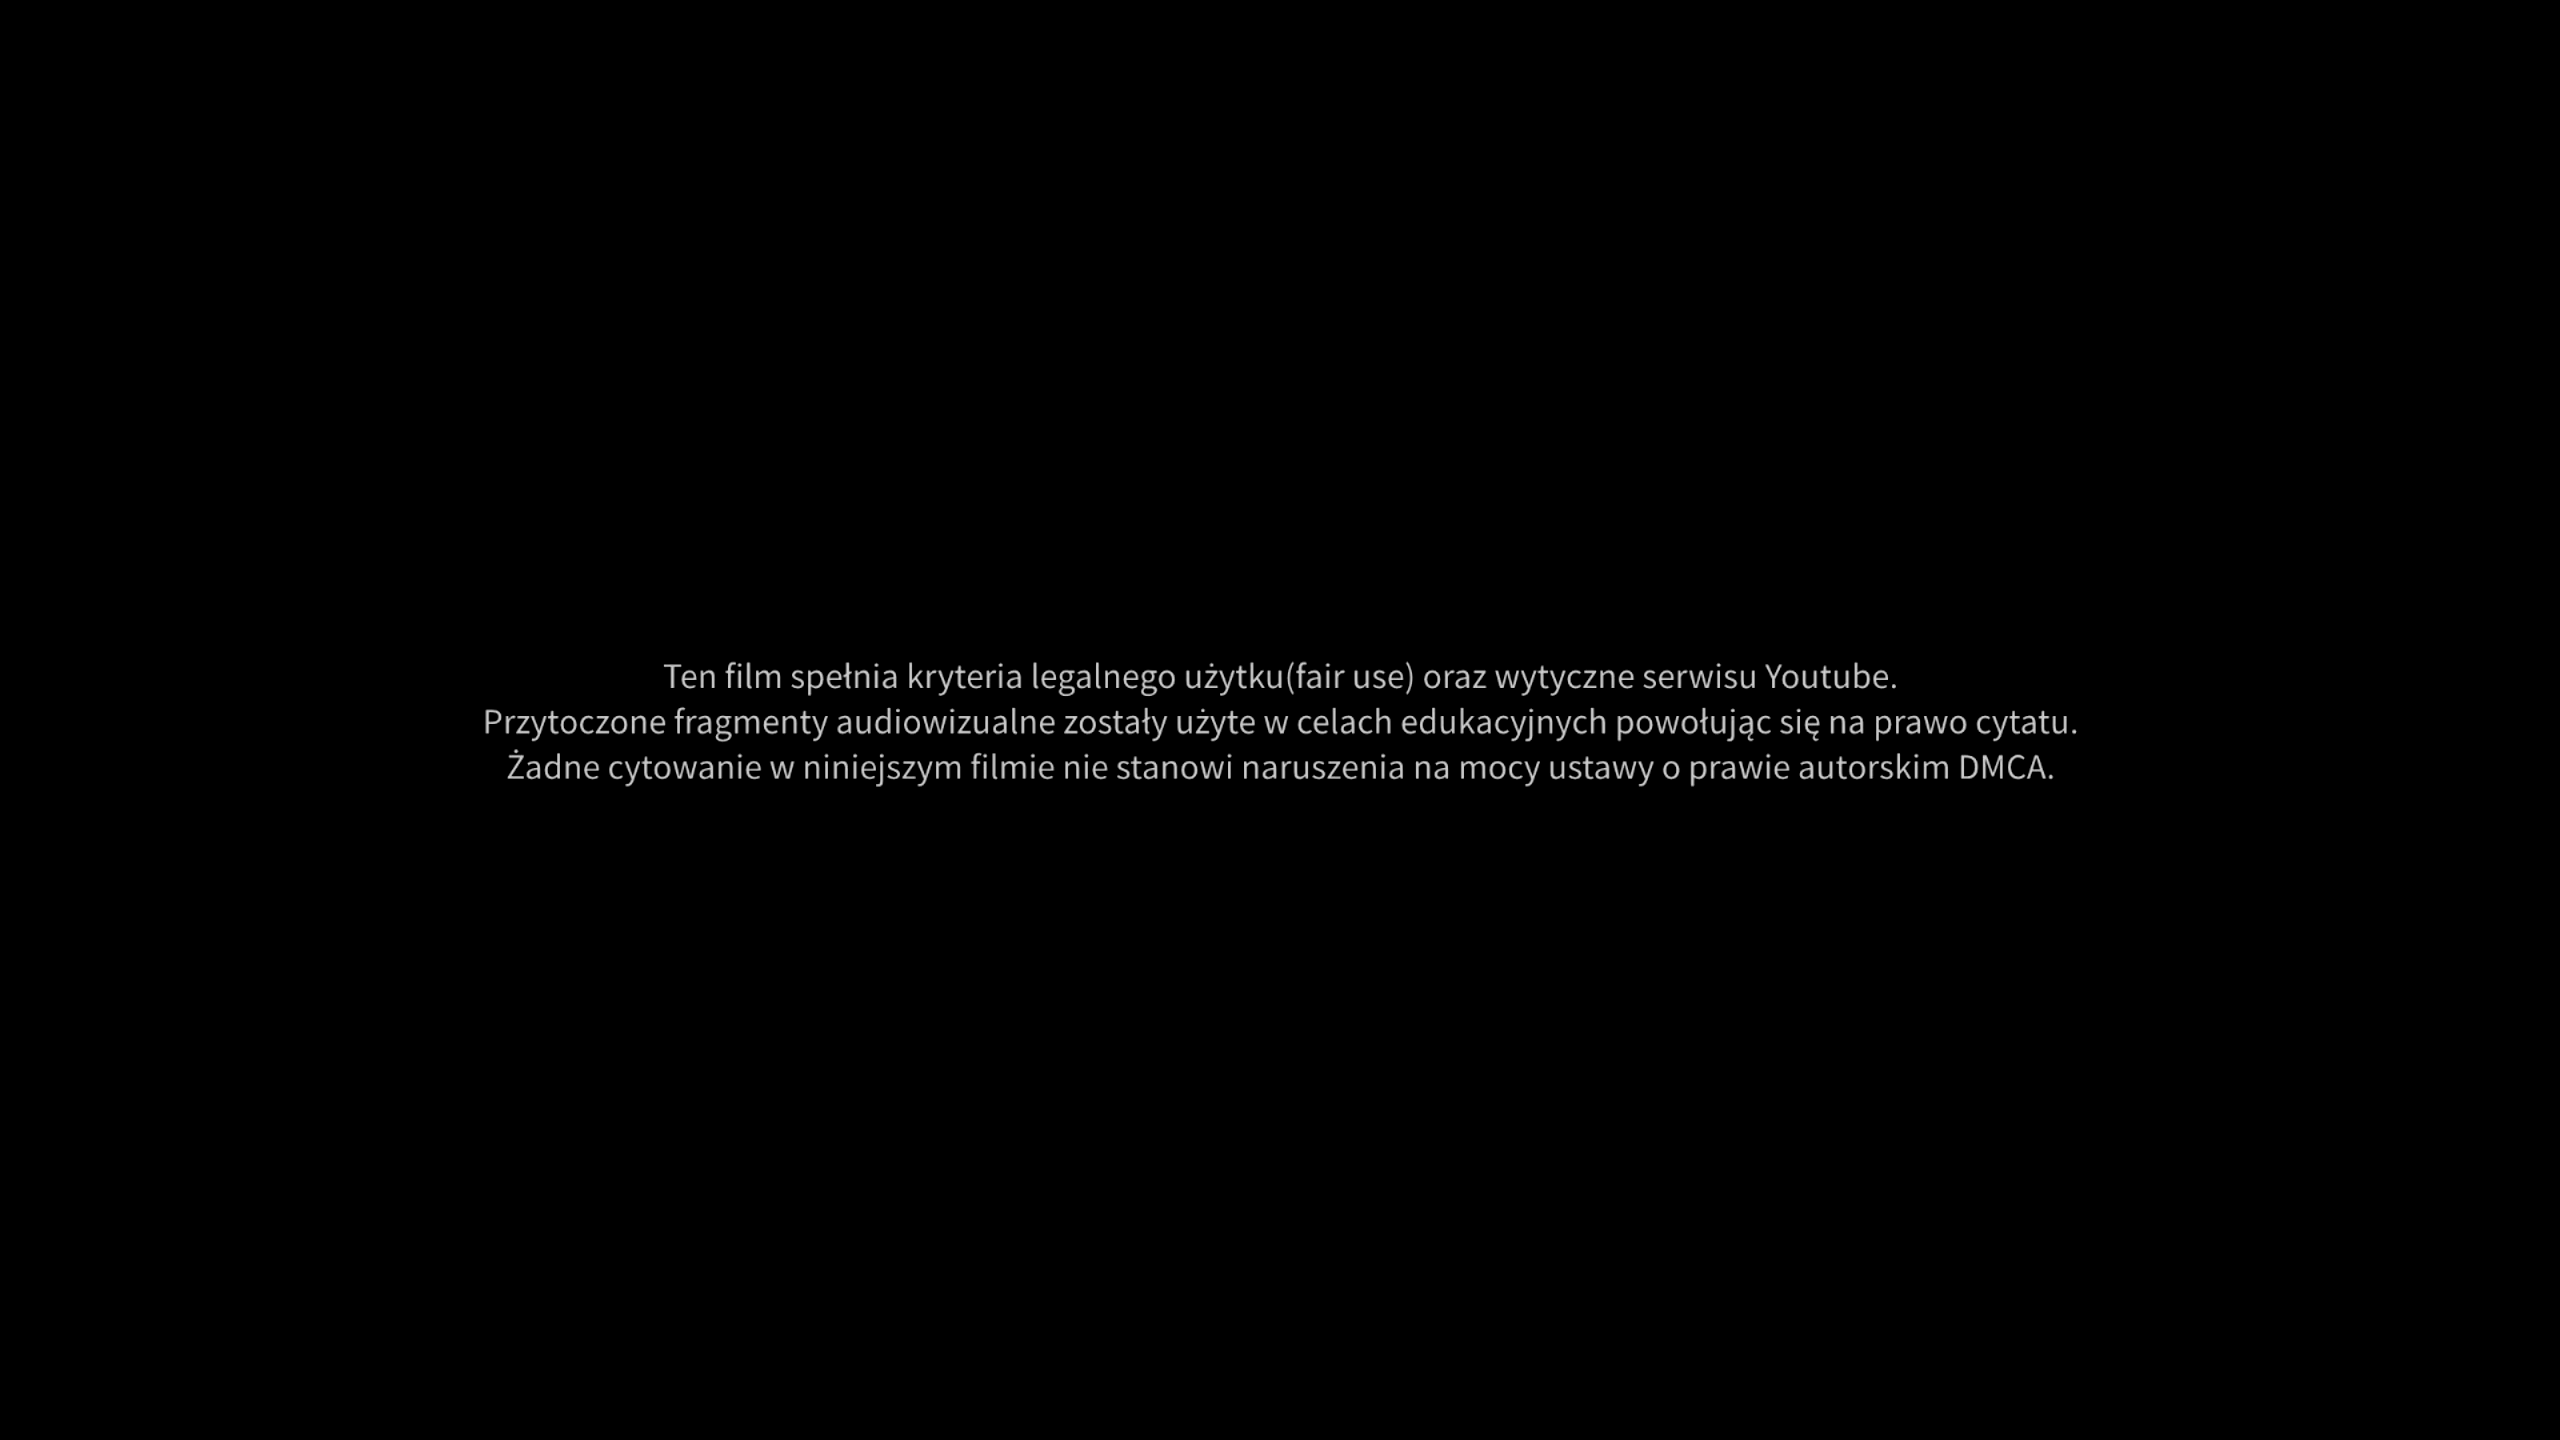 Ten film spełnia kryteria legalnego użytku(fair use) oraz wytyczne serwisu Youtube.
Przytoczone fragmenty audiowizualne zostały użyte w celach edukacyjnych powołując się na prawo cytatu.
Żadne cytowanie w niniejszym filmie nie stanowi naruszenia na mocy ustawy o prawie autorskim DMCA.